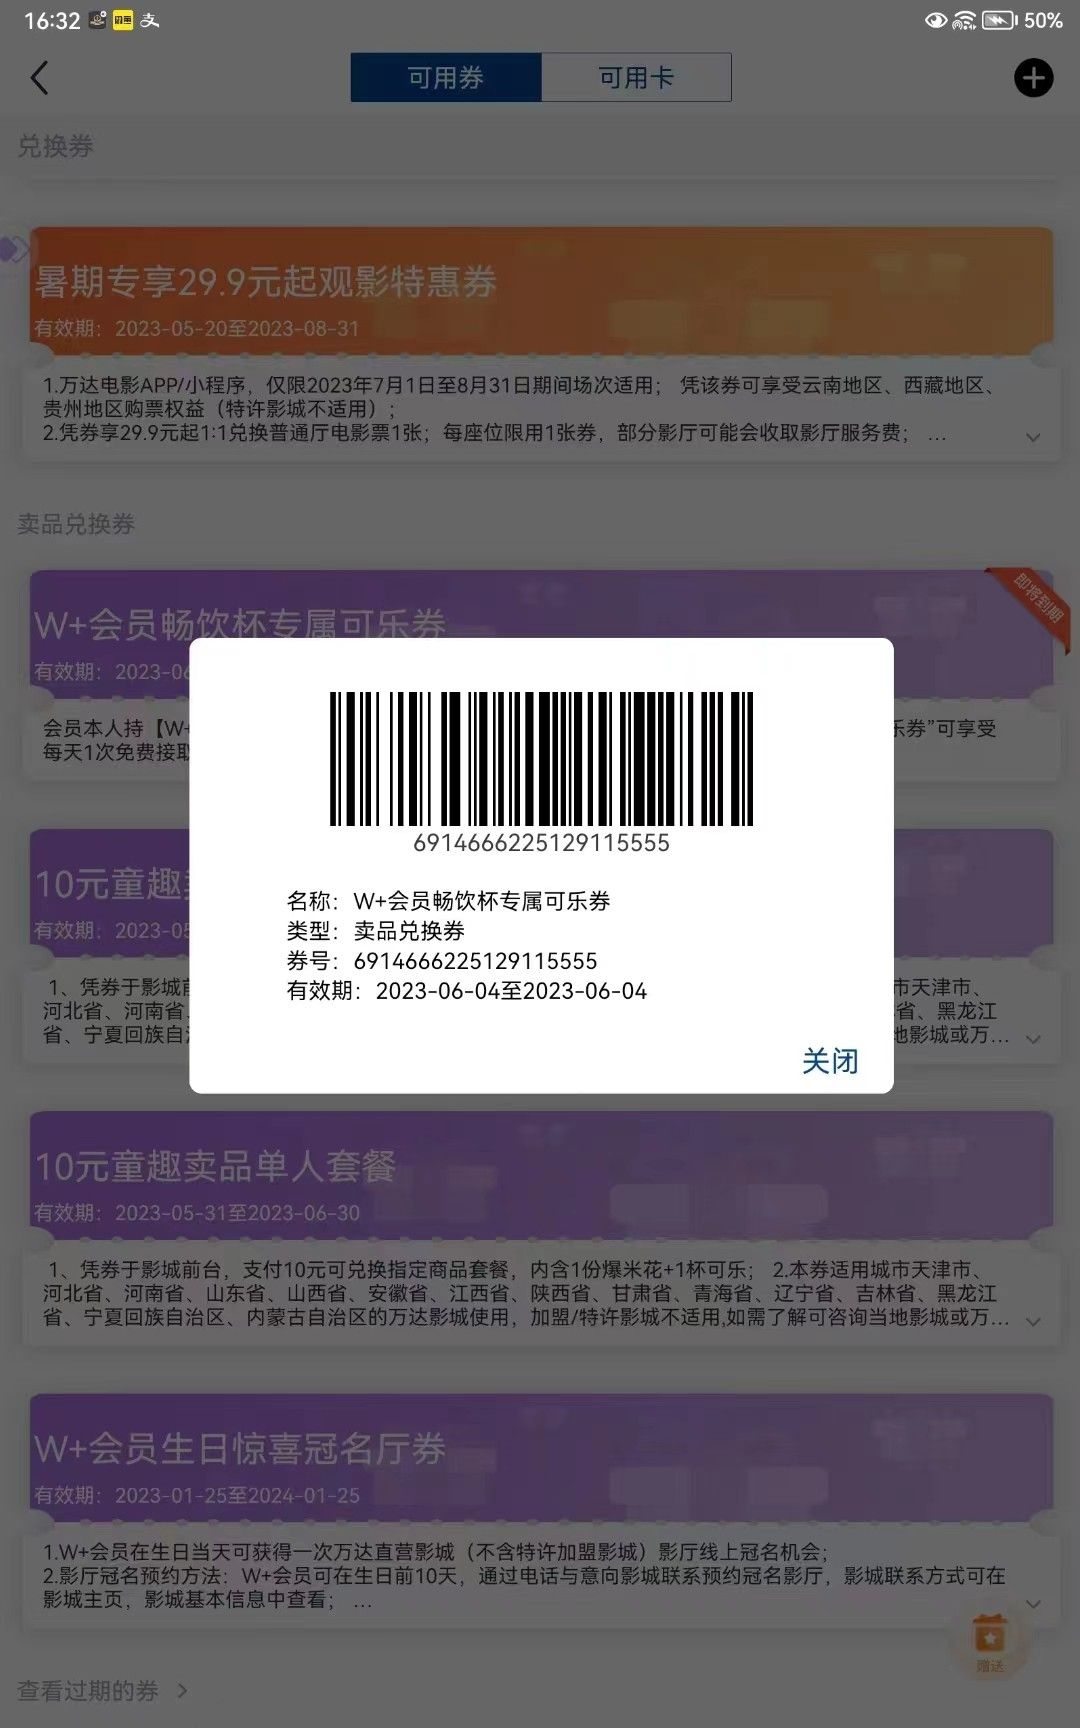 16:32
50%
可用券
可用卡
兑换券
暑期专享29.9元起观影特惠券
有效期：2023-05-20至2023-08-31
1.万达电影APP/小程序，仅限2023年7月1日至8月31日期间场次适用； 凭该券可享受云南地区、西藏地区、
贵州地区购票权益（特许影城不适用）；
2.凭券享29.9元起1:1兑换普通厅电影票1张；每座位限用1张券，部分影厅可能会收取影厅服务费； ...
卖品兑换券
即将到期
W+会员畅饮杯专属可乐券
有效期：2023-06
会员本人持【W+
乐券”可享受
每天1次免费接取
6914666225129115555
名称：W+会员畅饮杯专属可乐券
类型：卖品兑换券
券号：6914666225129115555
有效期：2023-06-04至2023-06-04
关闭
10元童趣卖
有效期：2023-05
1、凭券于影城前
市天津市、
河北省、河南省、
省、黑龙江
省、宁夏回族自治
地影城或万...
10元童趣卖品单人套餐
有效期：2023-05-31至2023-06-30
1、凭券于影城前台，支付10元可兑换指定商品套餐，内含1份爆米花+1杯可乐； 2.本券适用城市天津市、
河北省、河南省、山东省、山西省、安徽省、江西省、陕西省、甘肃省、青海省、辽宁省、吉林省、黑龙江
省、宁夏回族自治区、内蒙古自治区的万达影城使用，加盟/特许影城不适用,如需了解可咨询当地影城或万...
W+会员生日惊喜冠名厅券
有效期：2023-01-25至2024-01-25
1.W+会员在生日当天可获得一次万达直营影城（不含特许加盟影城）影厅线上冠名机会；
2.影厅冠名预约方法：W+会员可在生日前10天，通过电话与意向影城联系预约冠名影厅，影城联系方式可在
影城主页，影城基本信息中查看； ...
赠送
查看过期的券